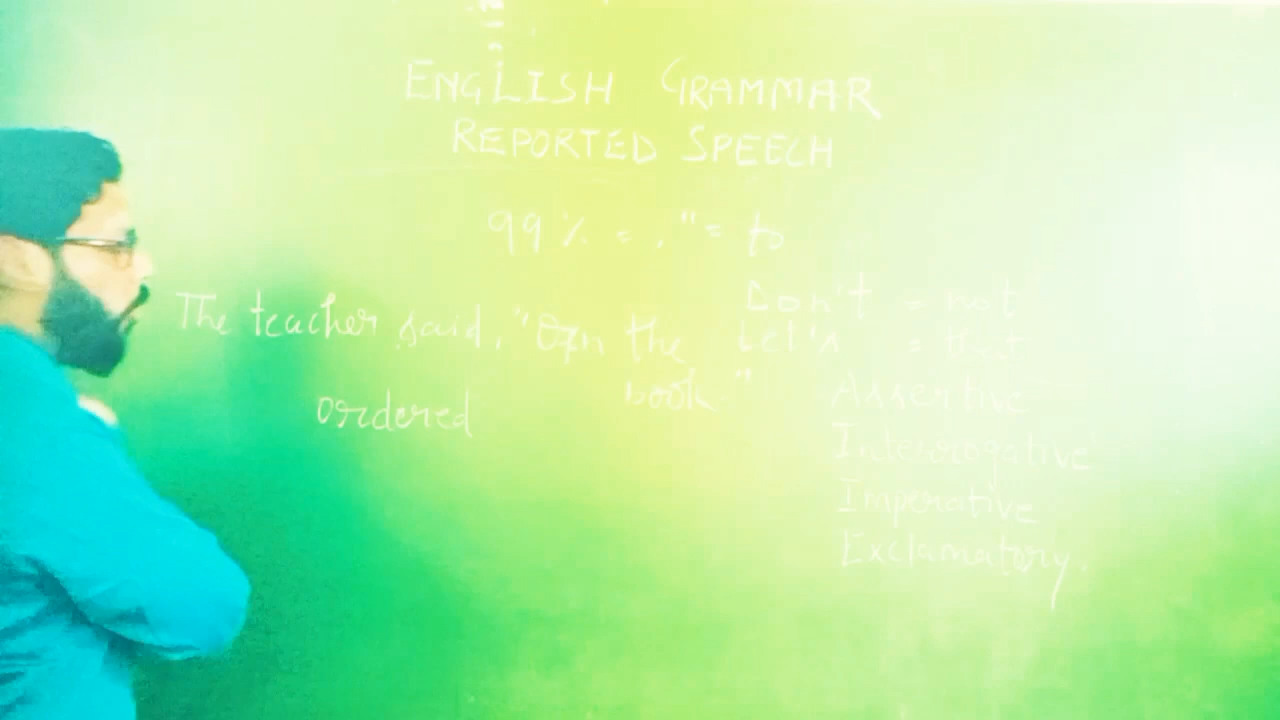 ENGLISH GRAMMAR
REPORTED SPEECH
99% = , " = to
Don't = not
The teacher said, "Open the
Let's = that
book"
ordered
Assertive
Interrogative
Imperative
Exclamatory.